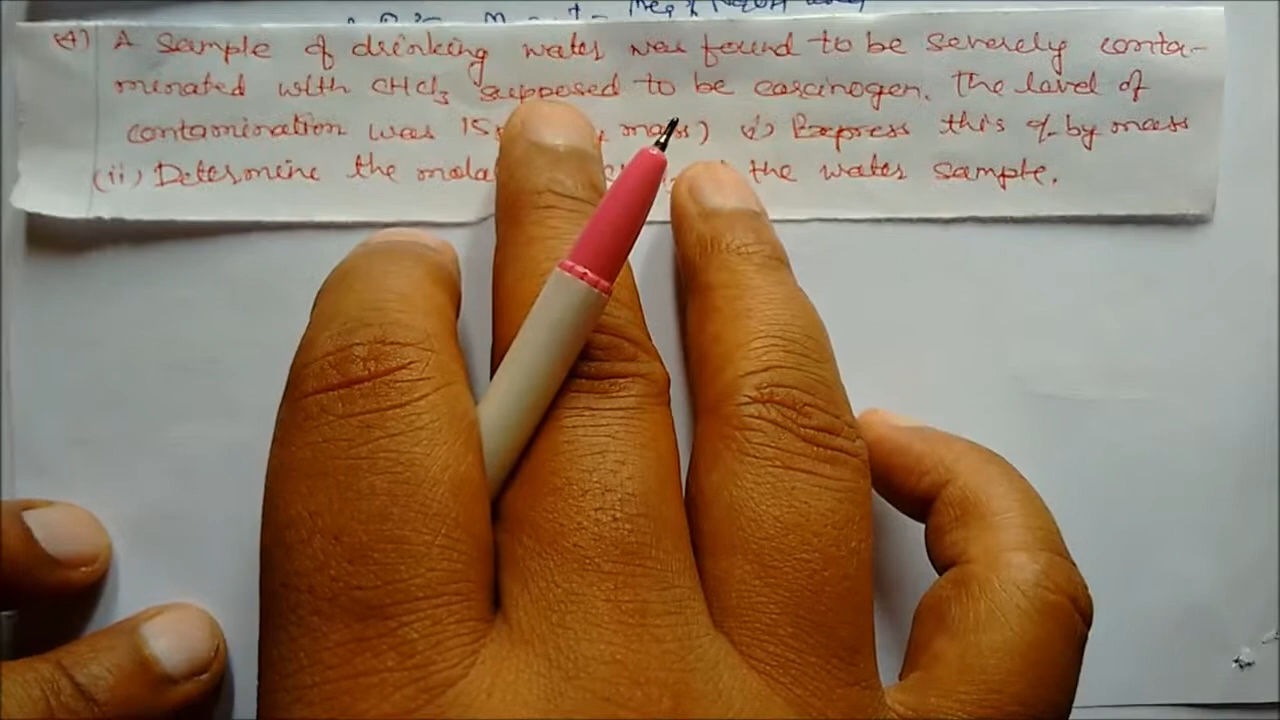 4) A sample of drinking water was found to be severely conta-
minated with CHCl3 supposed to be carcinogen. The level of
contamination was 15 mass) i) Express this % by mass
(ii) Determine the the water sample.